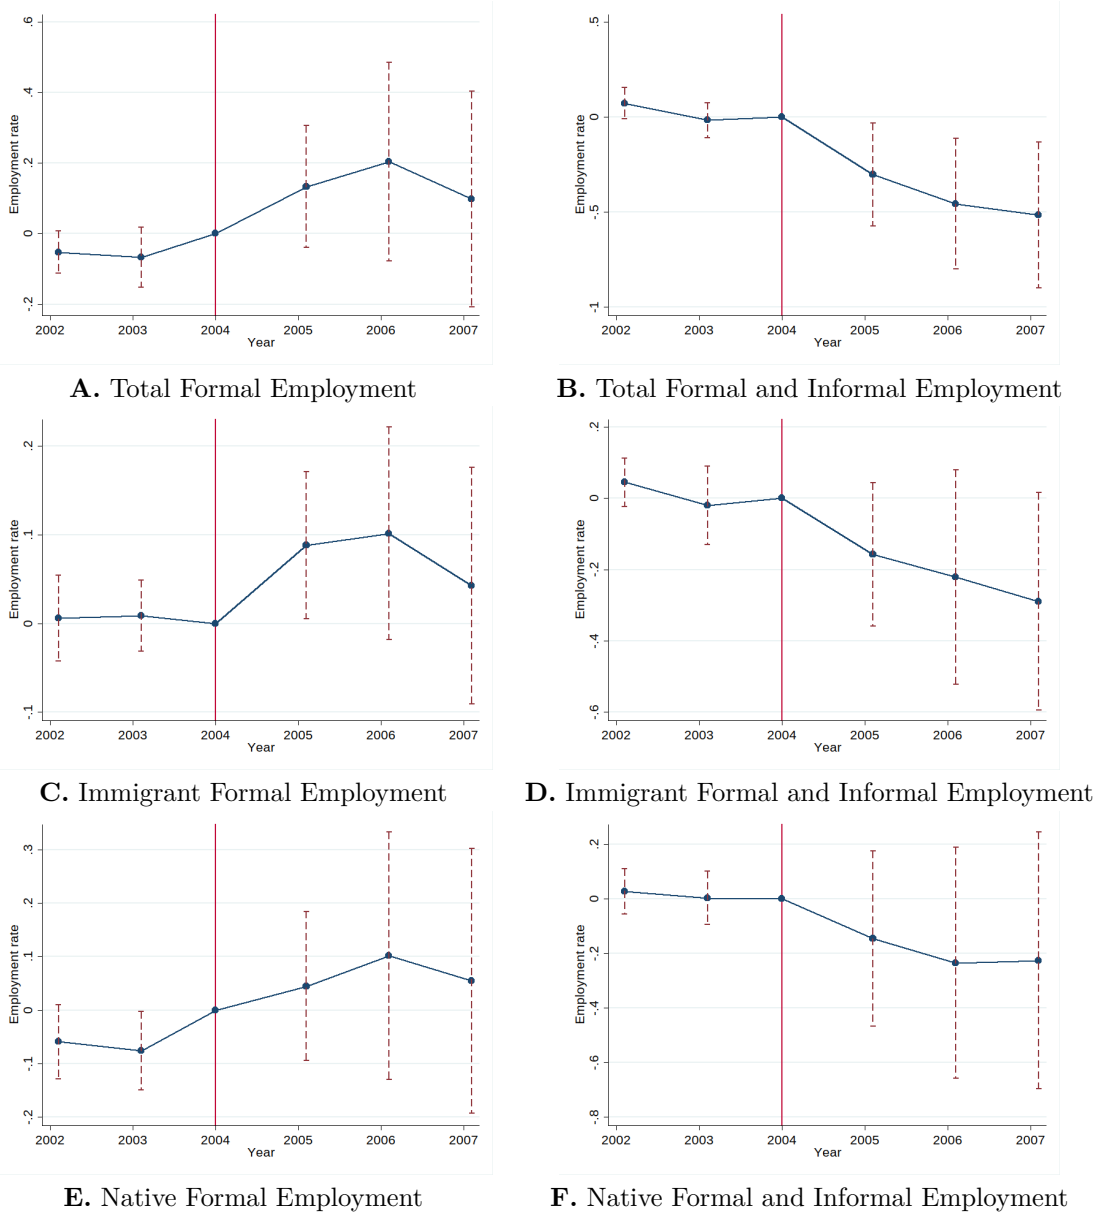 .6
.4
.2
0
-.2
Employment rate
2002 2003 2004 2005 2006 2007
Year
.5
0
-.5
-1
Employment rate
2002 2003 2004 2005 2006 2007
Year
A. Total Formal Employment
B. Total Formal and Informal Employment
.2
.1
0
-.1
Employment rate
2002 2003 2004 2005 2006 2007
Year
.2
0
-.2
-.4
-.6
Employment rate
2002 2003 2004 2005 2006 2007
Year
C. Immigrant Formal Employment
D. Immigrant Formal and Informal Employment
.3
.2
.1
0
-.1
-.2
Employment rate
2002 2003 2004 2005 2006 2007
Year
.2
0
-.2
-.4
-.6
-.8
Employment rate
2002 2003 2004 2005 2006 2007
Year
E. Native Formal Employment
F. Native Formal and Informal Employment